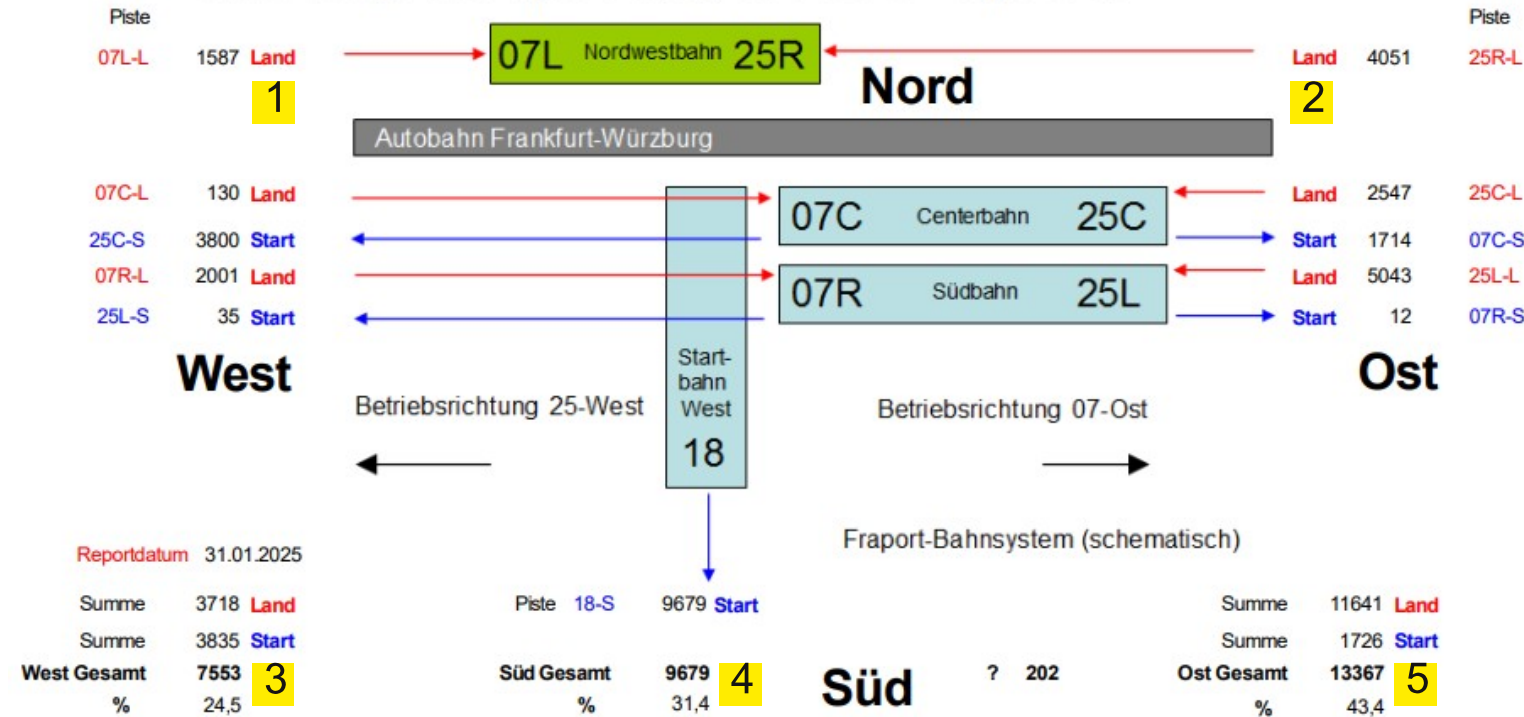 Piste Piste
07L-L 1587 Land 07L Nordwestbahn 25R Land 4051 25R-L
1 Nord 2
Autobahn Frankfurt-Würzburg
07C-L 130 Land Land 2547 25C-L
07C Centerbahn 25C
25C-S 3800 Start Start 1714 07C-S
07R-L 2001 Land Land 5043 25L-L
07R Südbahn 25L
25L-S 35 Start Start 12 07R-S
West Start- Ost
bahn
Betriebsrichtung 25-West West Betriebsrichtung 07-Ost
18
Fraport-Bahnsystem (schematisch)
Reportdatum 31.01.2025
Summe 3718 Land Piste 18-S 9679 Start Summe 11641 Land
Summe 3835 Start Summe 1726 Start
West Gesamt 7553 3 Süd Gesamt 9679 4 Süd ? 202 Ost Gesamt 13367 5
% 24,5 % 31,4 % 43,4